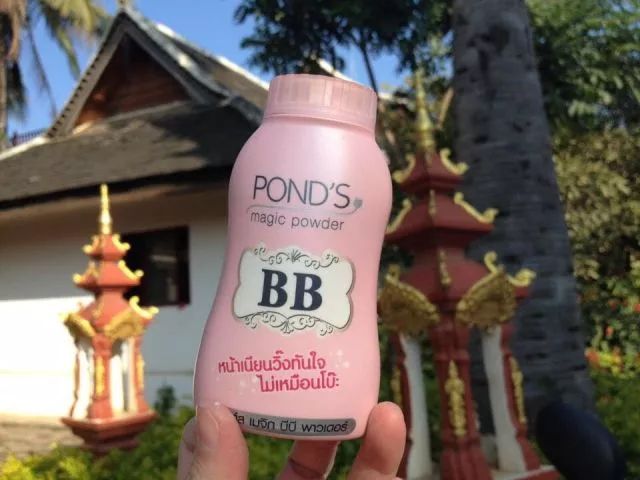 POND'S
magic powder
BB
หน้าเนียนวิ๊งทันใจ
ไม่เหมือนโบ๊ะ
เมจิก บีบี พาวเดอร์